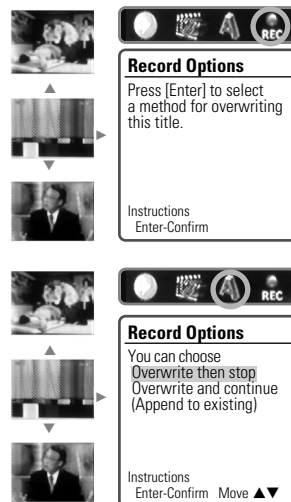 REC
Record Options
Press [Enter] to select
a method for overwriting
this title.
Instructions
Enter-Confirm
REC
Record Options
You can choose
Overwrite then stop
Overwrite and continue
(Append to existing)
Instructions
Enter-Confirm Move ▲▼